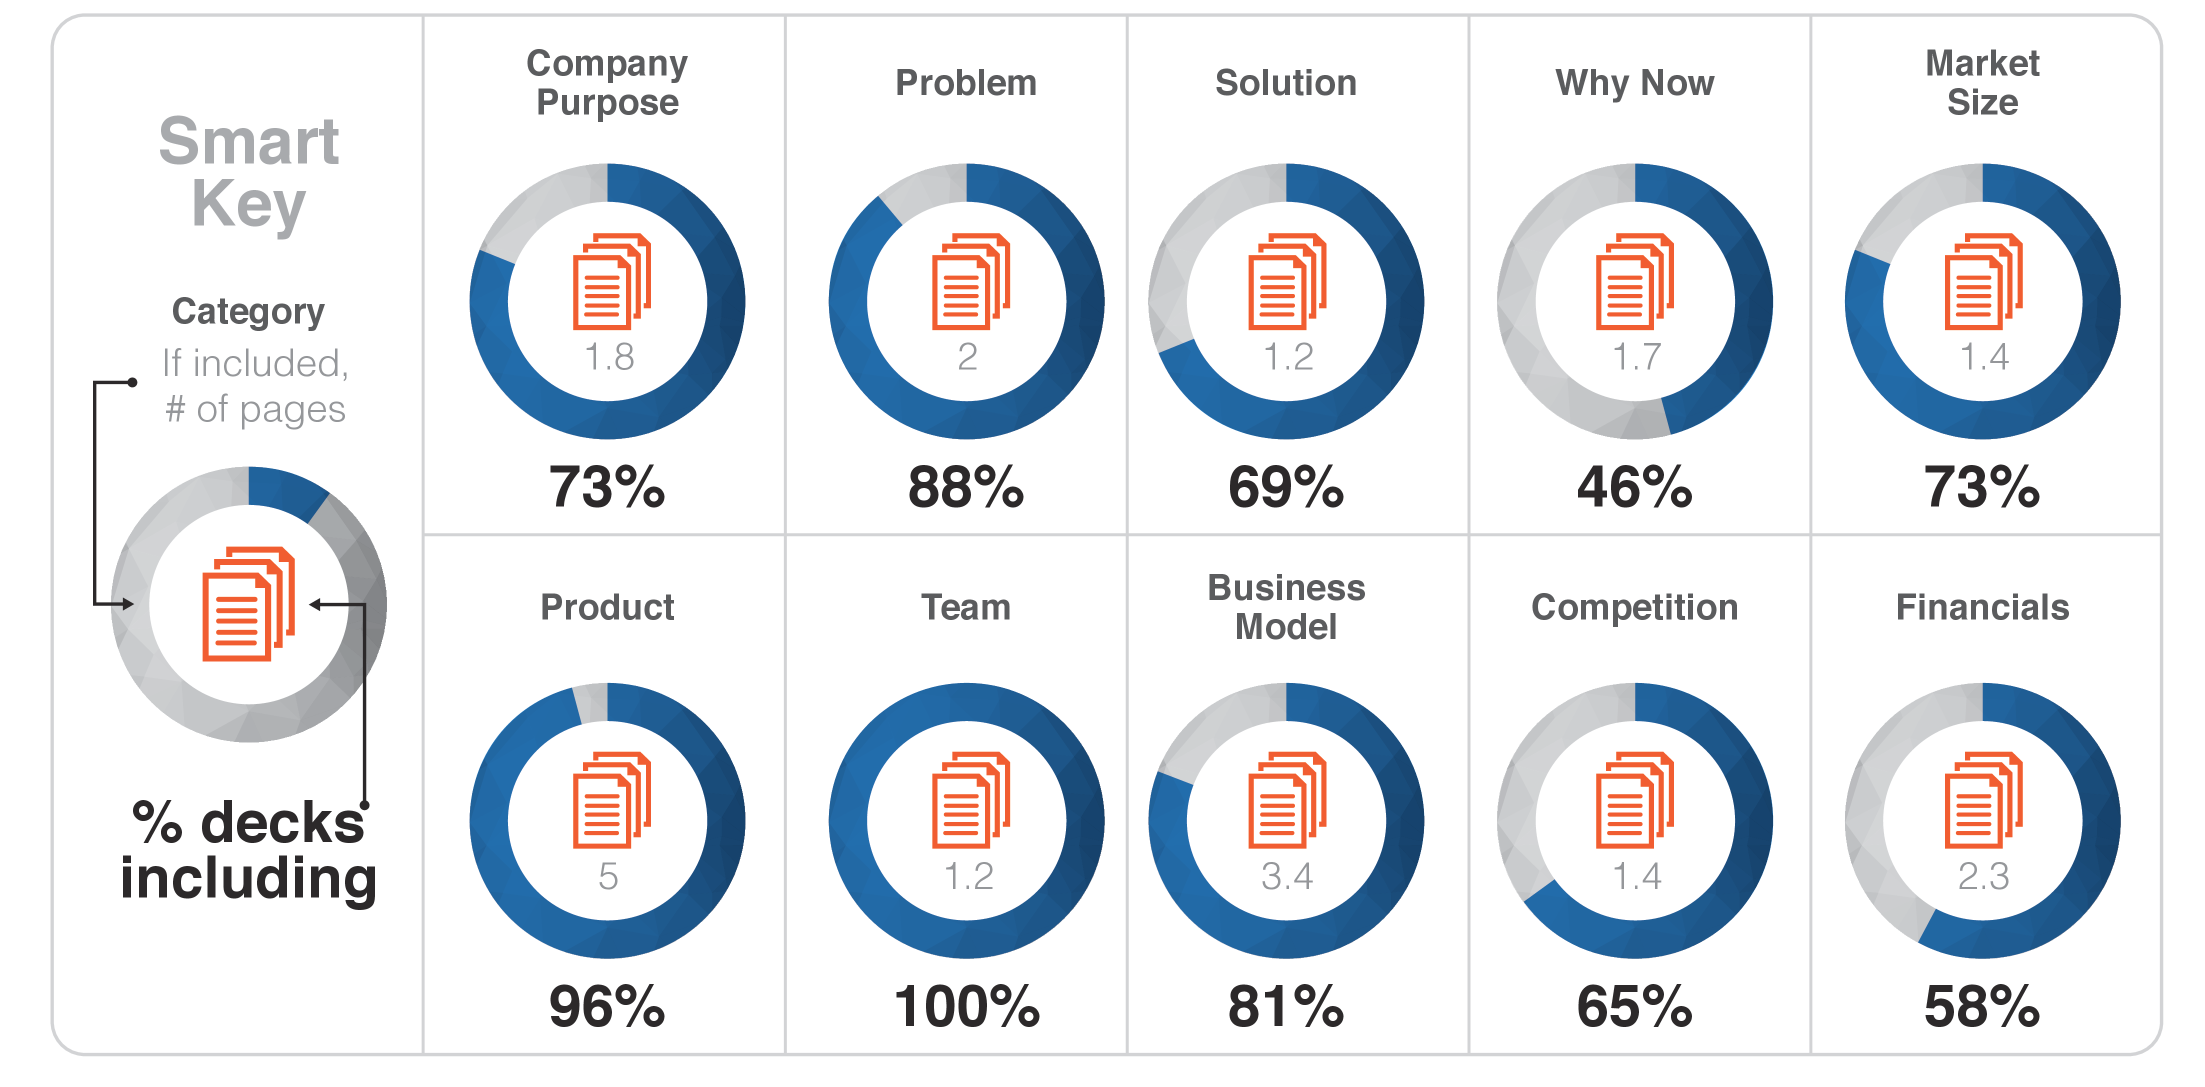 Smart
Key
Category
If included,
# of pages
% decks
including
Company
Purpose
1.8
73%
Problem
2
88%
Solution
1.2
69%
Why Now
1.7
46%
Market
Size
1.4
73%
Product
5
96%
Team
1.2
100%
Business
Model
3.4
81%
Competition
1.4
65%
Financials
2.3
58%